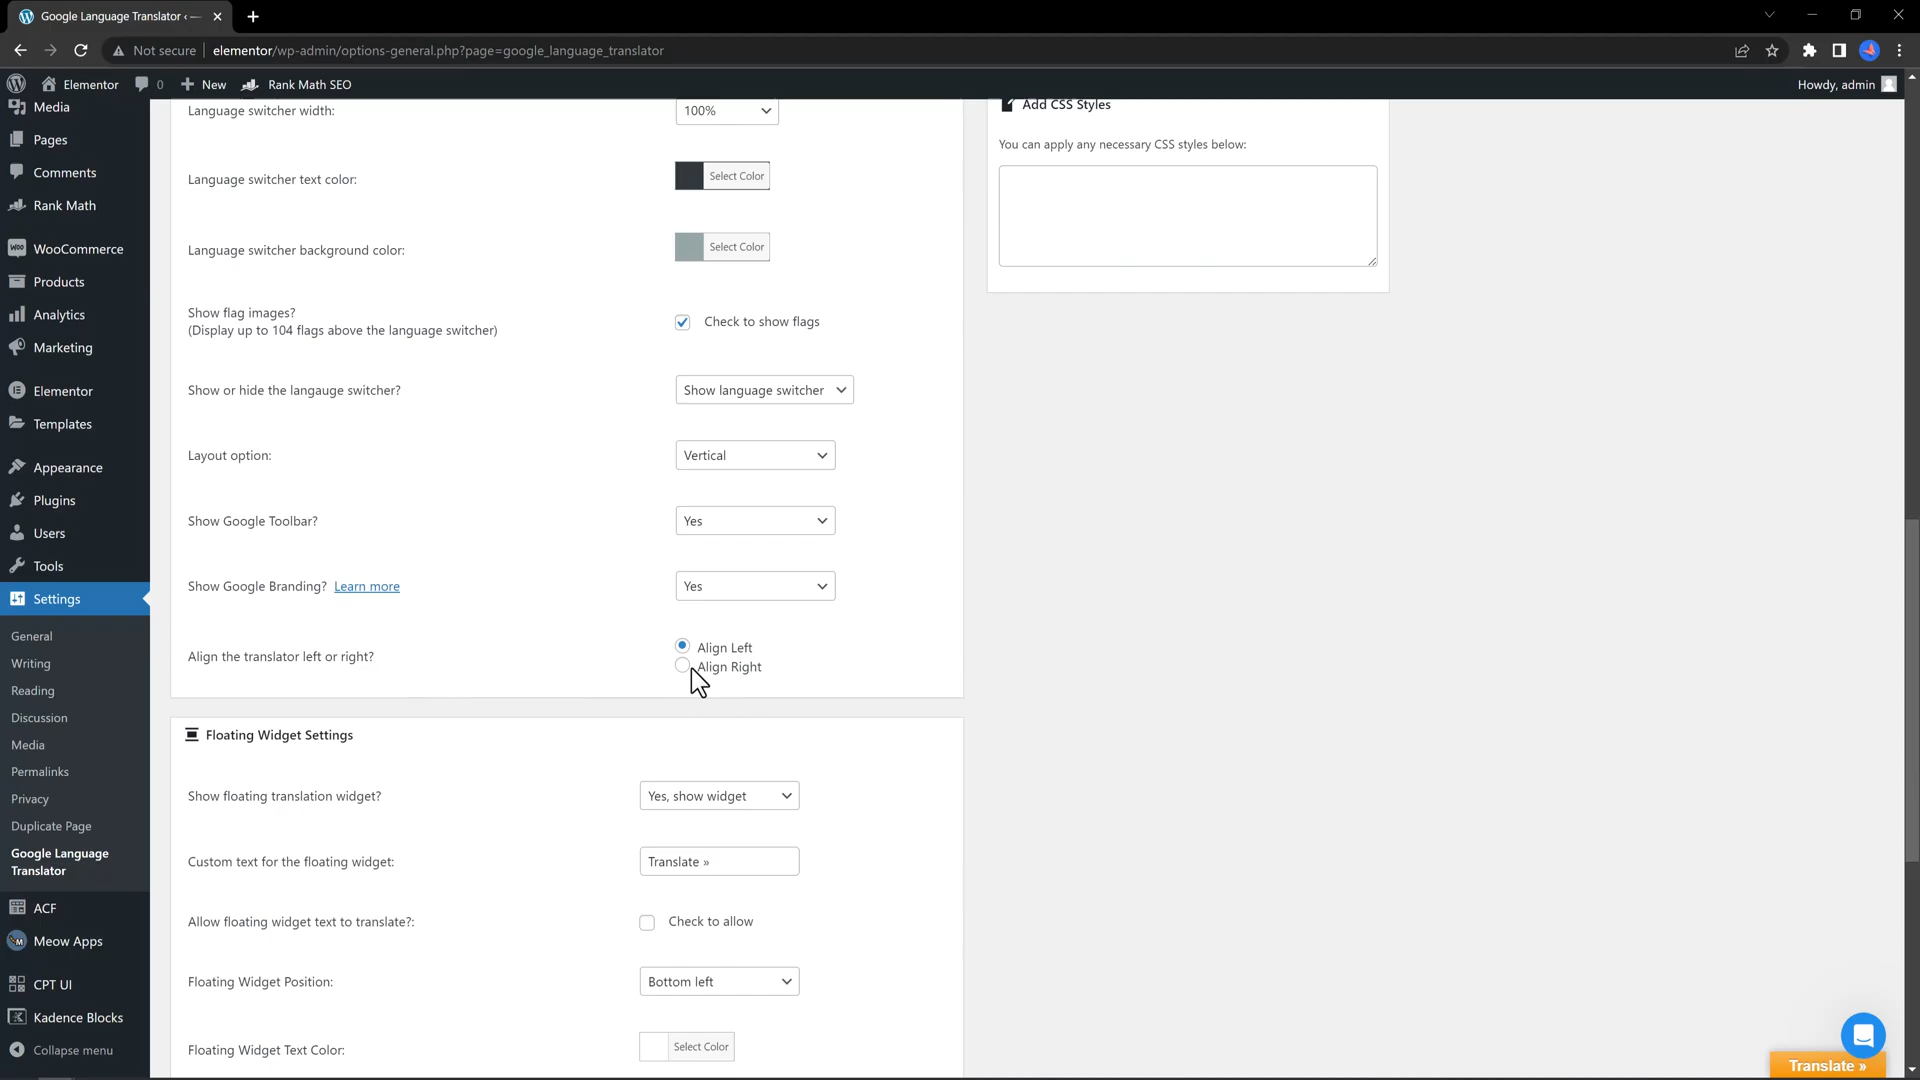 Google Language Translator ‹ —
Not secure
elementor/wp-admin/options-general.php?page=google_language_translator
Elementor
0
New
Rank Math SEO
Howdy, admin
Media
Pages
Comments
Rank Math
WooCommerce
Products
Analytics
Marketing
Elementor
Templates
Appearance
Plugins
Users
Tools
Settings
General
Writing
Reading
Discussion
Media
Permalinks
Privacy
Duplicate Page
Google Language
Translator
ACF
Meow Apps
CPT UI
Kadence Blocks
Collapse menu
Language switcher width:
100%
Language switcher text color:
Select Color
Language switcher background color:
Select Color
Show flag images?
(Display up to 104 flags above the language switcher)
Check to show flags
Show or hide the langauge switcher?
Show language switcher
Layout option:
Vertical
Show Google Toolbar?
Yes
Show Google Branding? Learn more
Yes
Align the translator left or right?
Align Left
Align Right
Floating Widget Settings
Show floating translation widget?
Yes, show widget
Custom text for the floating widget:
Translate »
Allow floating widget text to translate?:
Check to allow
Floating Widget Position:
Bottom left
Floating Widget Text Color:
Select Color
Add CSS Styles
You can apply any necessary CSS styles below:
Translate »